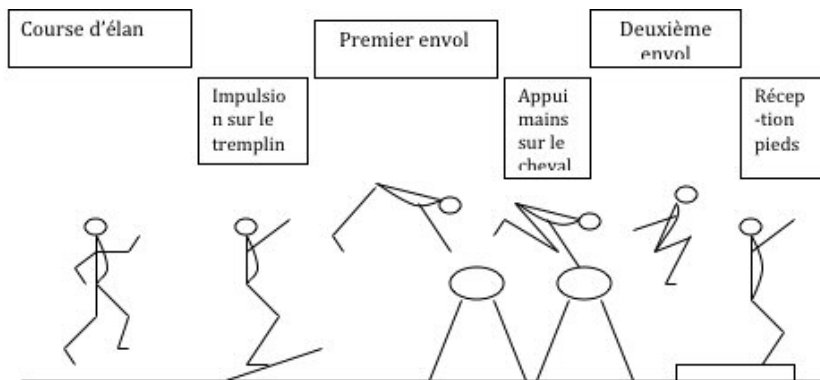 Course d'élan
Impulsio
n sur le
tremplin
Premier envol
Appui
mains
sur le
cheval
Deuxième
envol
Récep
-tion
pieds